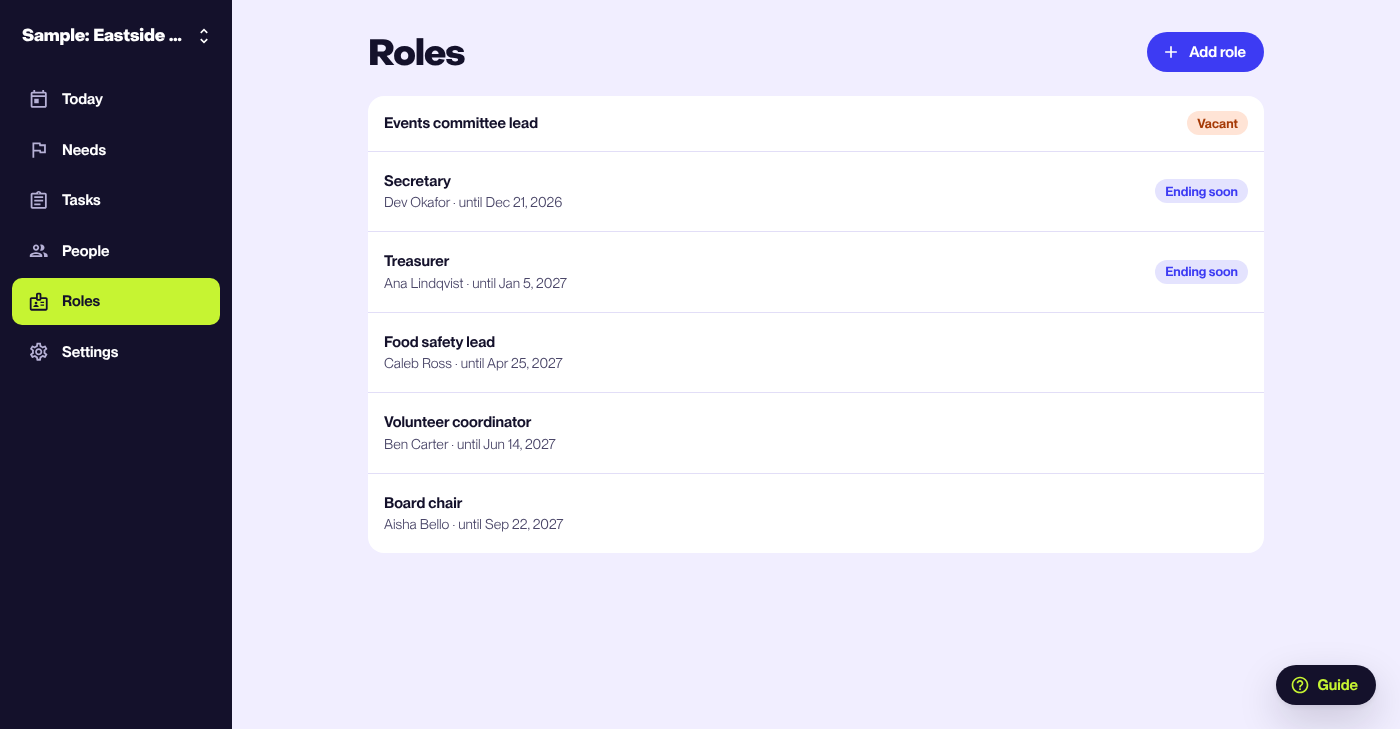 Sample: Eastside ...
Today
Needs
Tasks
People
Roles
Settings
Roles
Add role
Events committee lead
Vacant
Secretary
Dev Okafor · until Dec 21, 2026
Ending soon
Treasurer
Ana Lindqvist · until Jan 5, 2027
Ending soon
Food safety lead
Caleb Ross · until Apr 25, 2027
Volunteer coordinator
Ben Carter · until Jun 14, 2027
Board chair
Aisha Bello · until Sep 22, 2027
Guide